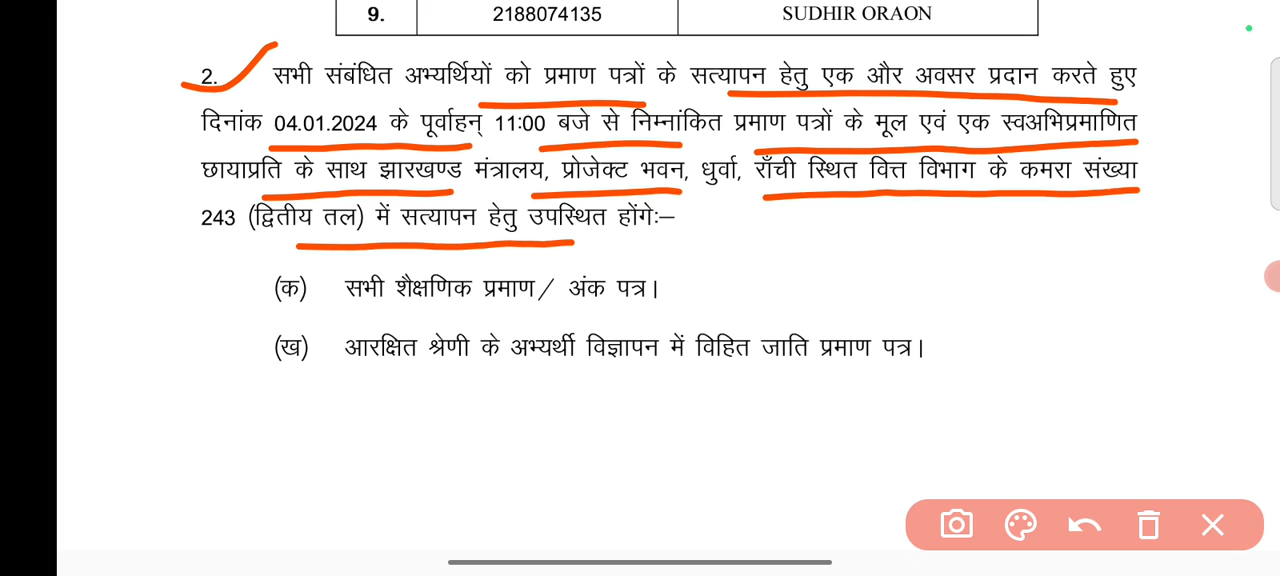 9. 2188074135 SUDHIR ORAON
2. सभी संबंधित अभ्यर्थियों को प्रमाण पत्रों के सत्यापन हेतु एक और अवसर प्रदान करते हुए
दिनांक 04.01.2024 के पूर्वाहन् 11:00 बजे से निम्नांकित प्रमाण पत्रों के मूल एवं एक स्वअभिप्रमाणित
छायाप्रति के साथ झारखण्ड मंत्रालय, प्रोजेक्ट भवन, धुर्वा, राँची स्थित वित्त विभाग के कमरा संख्या
243 (द्वितीय तल) में सत्यापन हेतु उपस्थित होंगेः–
(क) सभी शैक्षणिक प्रमाण/ अंक पत्र।
(ख) आरक्षित श्रेणी के अभ्यर्थी विज्ञापन में विहित जाति प्रमाण पत्र।